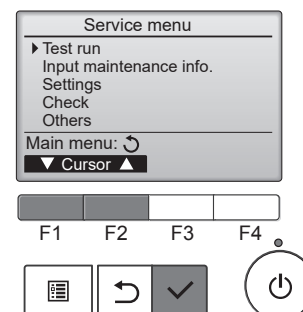 Service menu
Test run
Input maintenance info.
Settings
Check
Others
Main menu:
▼ Cursor ▲
F1 F2 F3 F4